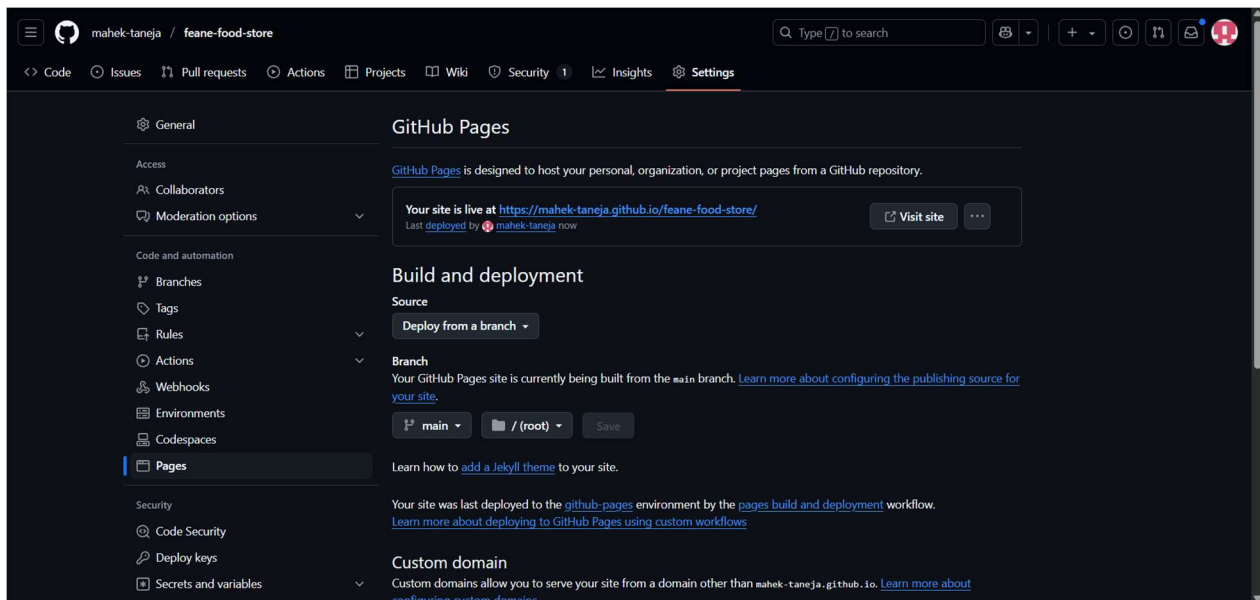 mahek-taneja / feane-food-store
Type / to search
Code Issues Pull requests Actions Projects Wiki Security 1 Insights Settings
General
Access
Collaborators
Moderation options
Code and automation
Branches
Tags
Rules
Actions
Webhooks
Environments
Codespaces
Pages
Security
Code Security
Deploy keys
Secrets and variables
GitHub Pages
GitHub Pages is designed to host your personal, organization, or project pages from a GitHub repository.
Your site is live at https://mahek-taneja.github.io/feane-food-store/
Last deployed by mahek-taneja now
Visit site
Build and deployment
Source
Deploy from a branch
Branch
Your GitHub Pages site is currently being built from the main branch. Learn more about configuring the publishing source for
your site.
main / (root) Save
Learn how to add a Jekyll theme to your site.
Your site was last deployed to the github-pages environment by the pages build and deployment workflow.
Learn more about deploying to GitHub Pages using custom workflows
Custom domain
Custom domains allow you to serve your site from a domain other than mahek-taneja.github.io. Learn more about
configuring custom domains.